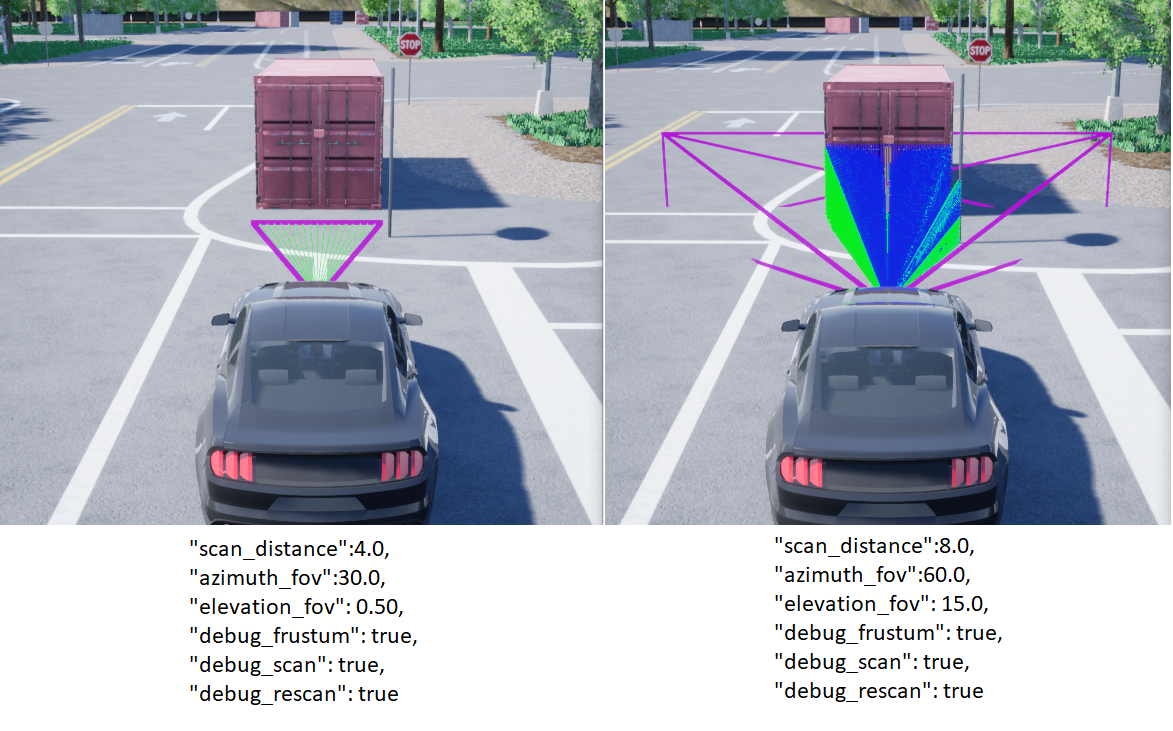 STOP
STOP
"scan_distance":4.0,
"azimuth_fov":30.0,
"elevation_fov": 0.50,
"debug_frustum": true,
"debug_scan": true,
"debug_rescan": true
"scan_distance":8.0,
"azimuth_fov":60.0,
"elevation_fov": 15.0,
"debug_frustum": true,
"debug_scan": true,
"debug_rescan": true